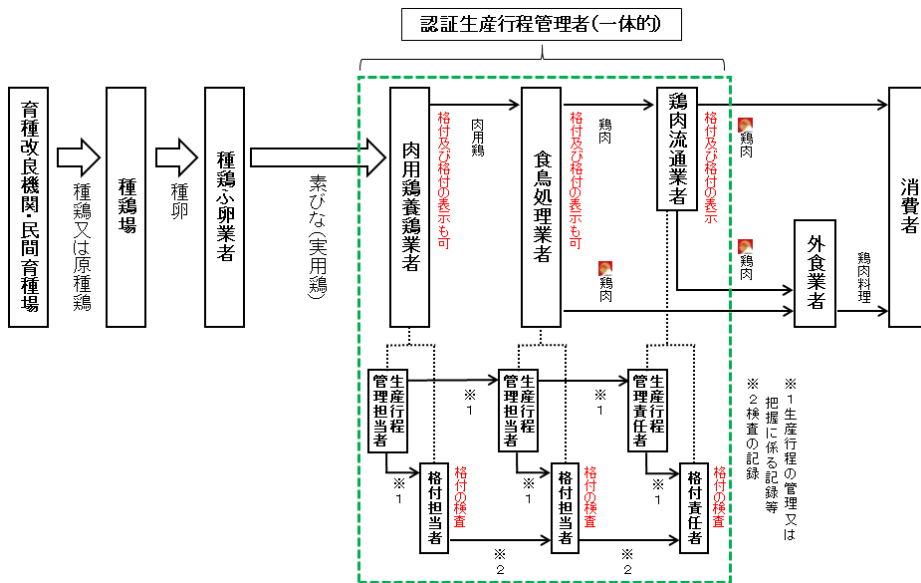 認証生産行程管理者(一体的)
育種改良機関・民間育種場
種鶏又は原種鶏
種鶏場
種卵
種鶏ふ卵業者
素びな(実用鶏)
肉用鶏養鶏業者
格付及び格付の表示も可
肉用鶏
食鳥処理業者
格付及び格付の表示も可
鶏肉
鶏肉
鶏肉流通業者
格付及び格付の表示
鶏肉
鶏肉
外食業者
鶏肉料理
消費者
生産行程
管理担当者
※1
生産行程
管理担当者
※1
生産行程
管理責任者
※1
格付担当者
格付の検査
※1
格付担当者
格付の検査
※1
格付責任者
格付の検査
※2
※2
※1生産行程の管理又は
把握に係る記録等
※2検査の記録